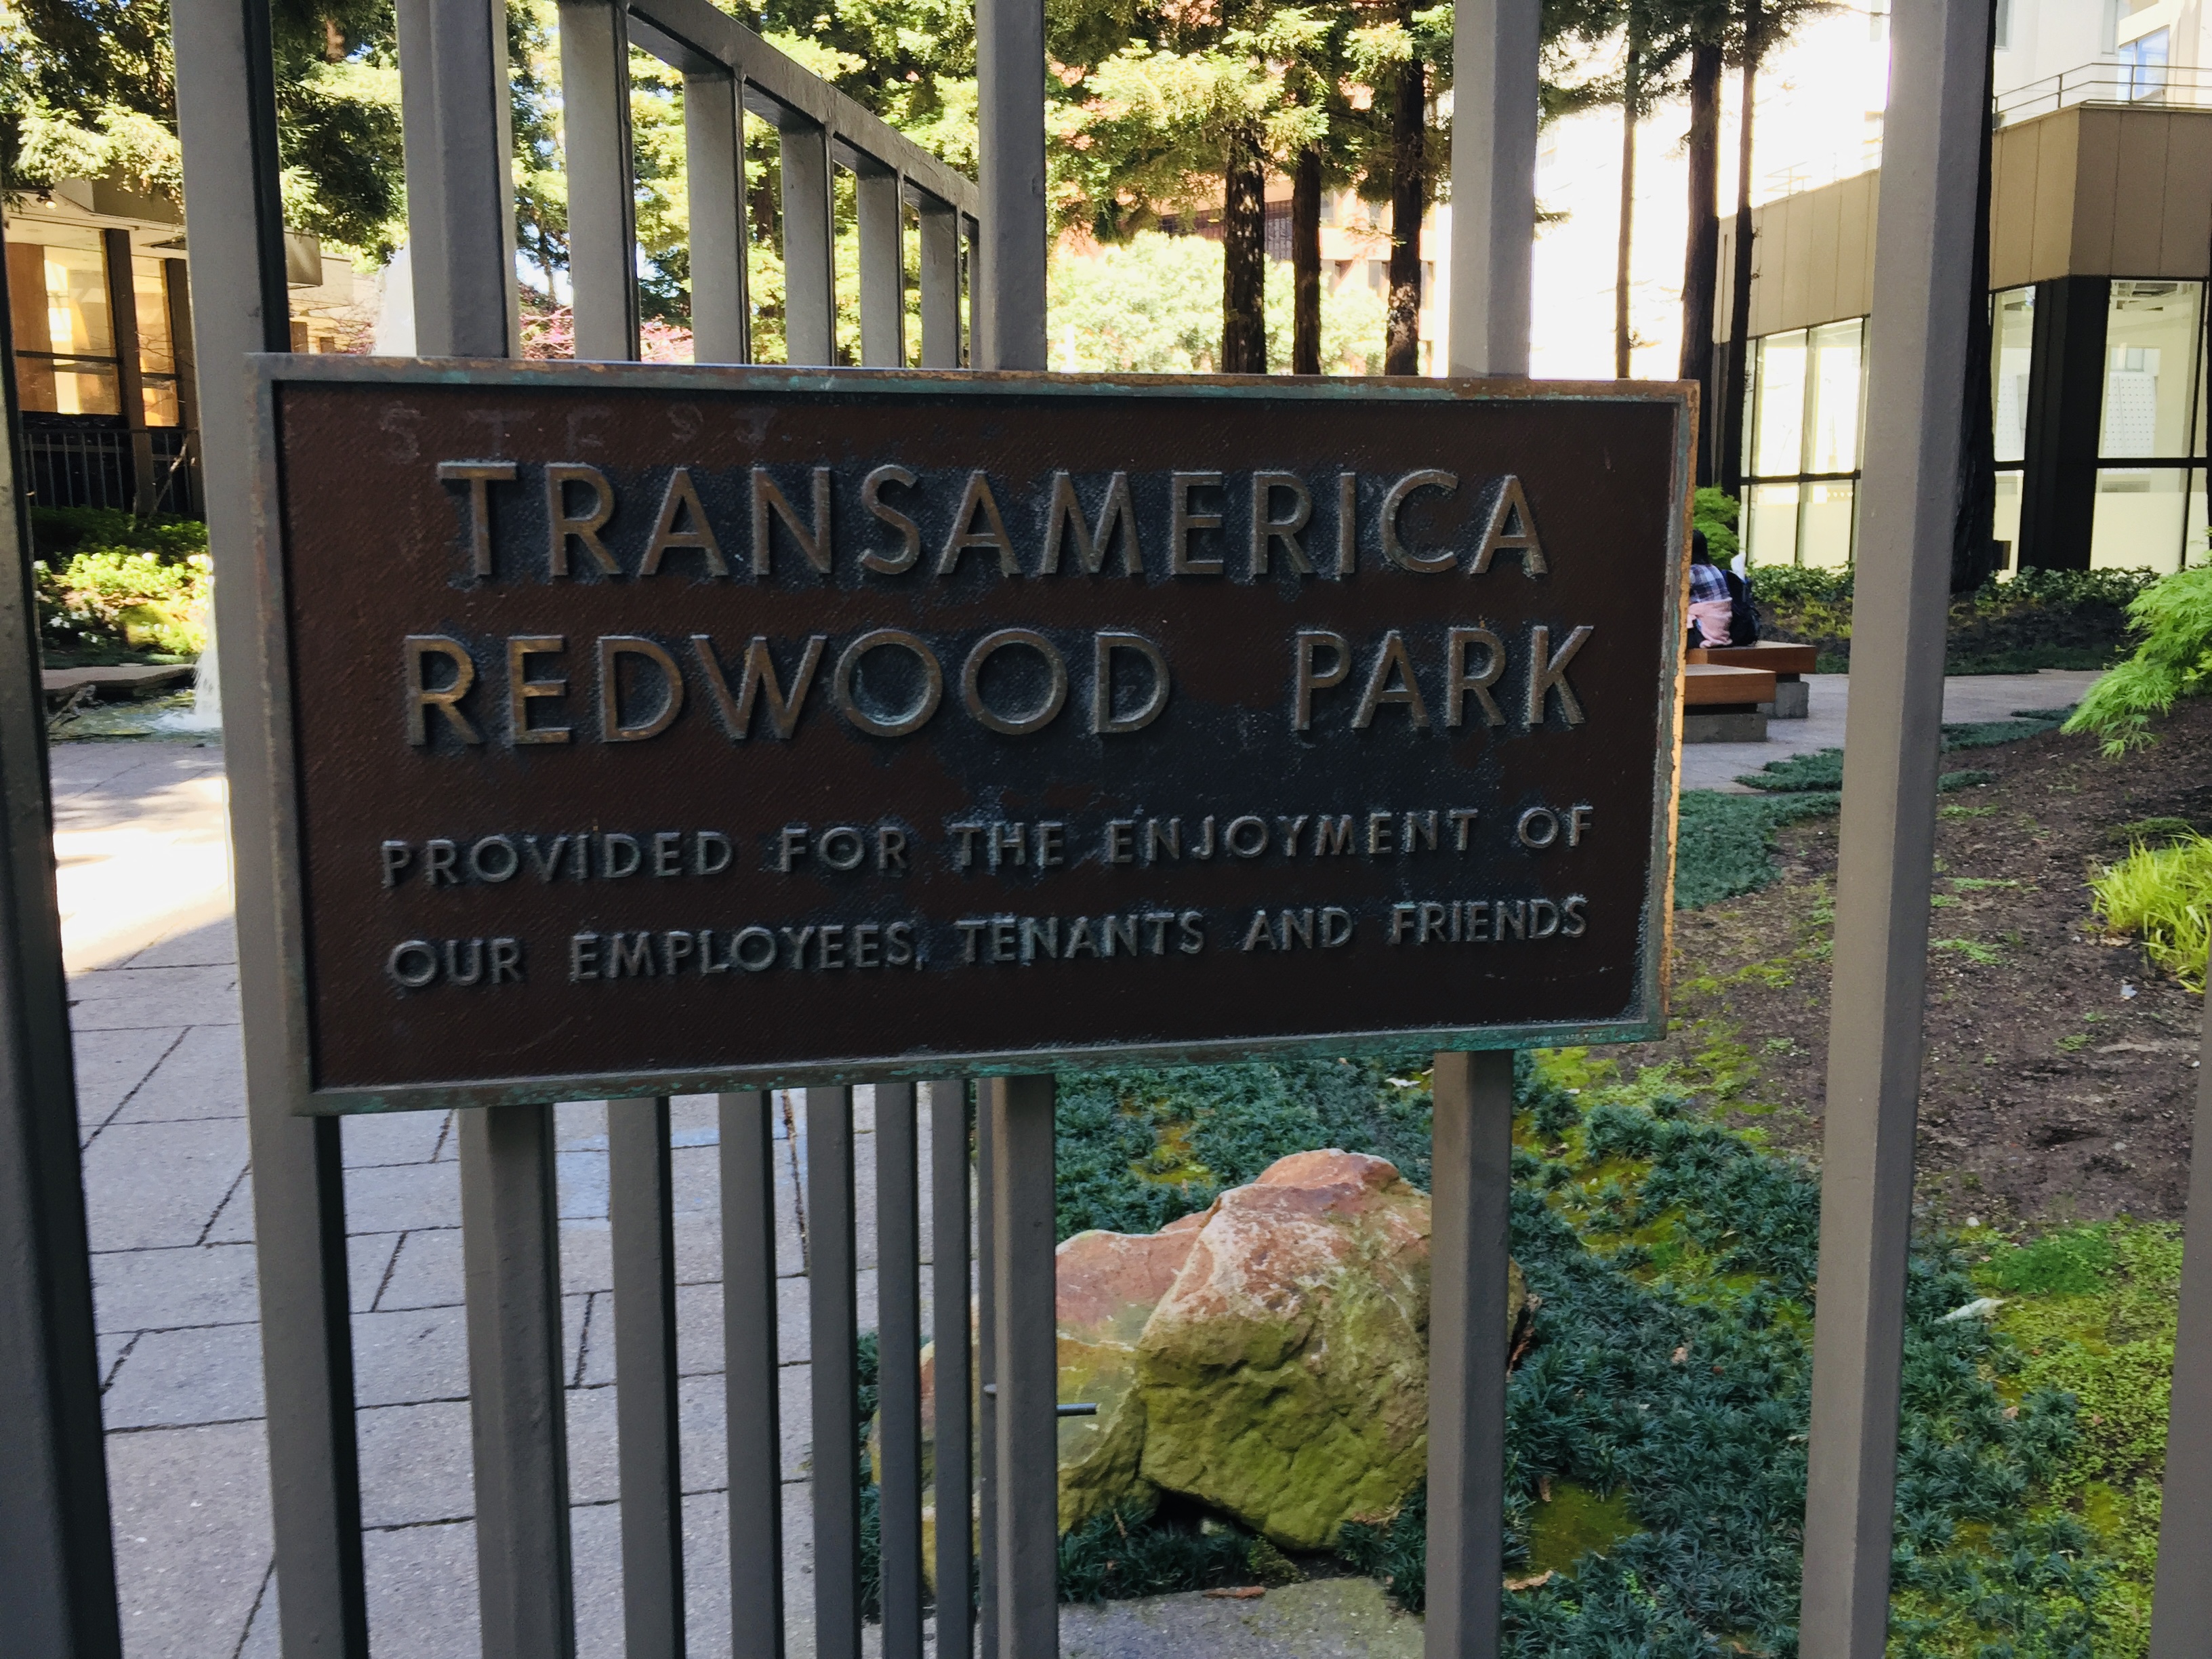 TRANSAMERICA
REDWOOD PARK
PROVIDED FOR THE ENJOYMENT OF
OUR EMPLOYEES, TENANTS AND FRIENDS